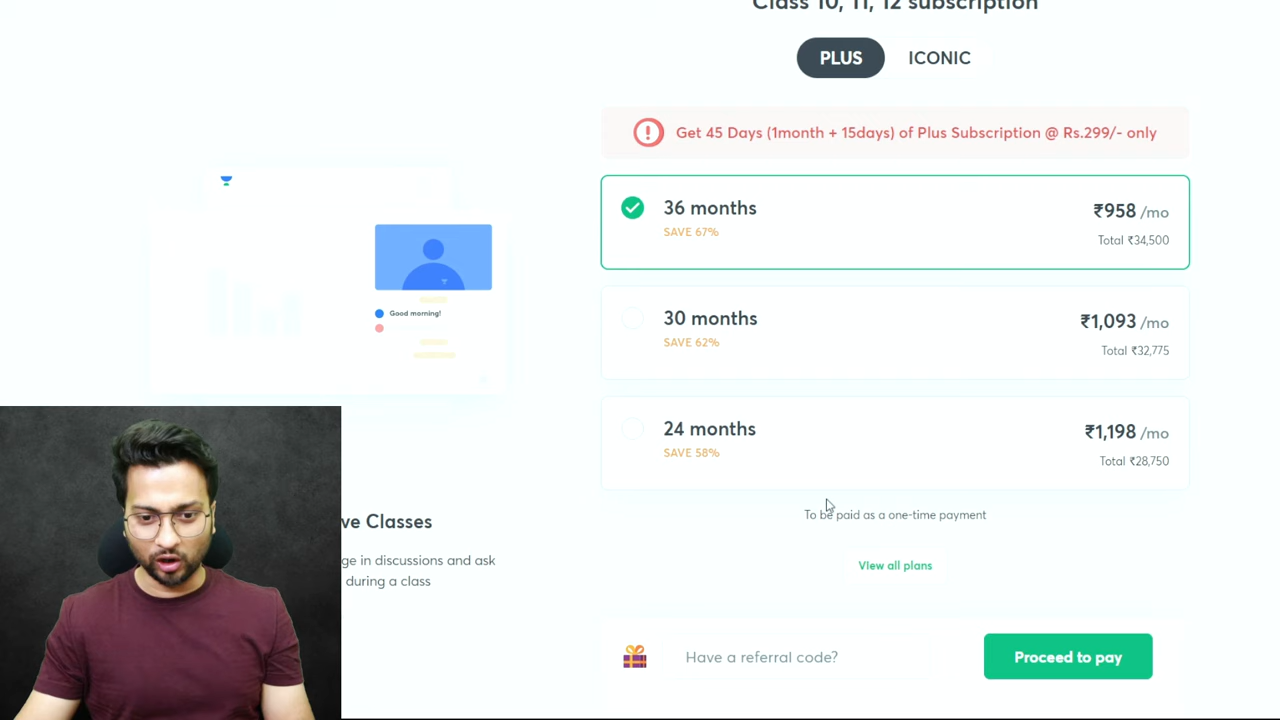 Class 10, 11, 12 subscription
PLUS
ICONIC
Get 45 Days (1month + 15days) of Plus Subscription @ Rs.299/- only
36 months
₹958 /mo
SAVE 67%
Total ₹34,500
30 months
₹1,093 /mo
SAVE 62%
Total ₹32,775
24 months
₹1,198 /mo
SAVE 58%
Total ₹28,750
To be paid as a one-time payment
View all plans
Have a referral code?
Proceed to pay
Good morning!
ve Classes
ge in discussions and ask
during a class